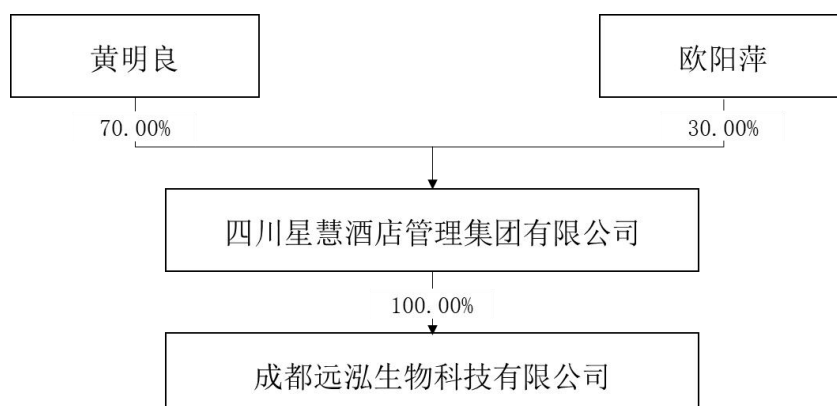 黄明良
欧阳萍
70.00%
30.00%
四川星慧酒店管理集团有限公司
100.00%
成都远泓生物科技有限公司